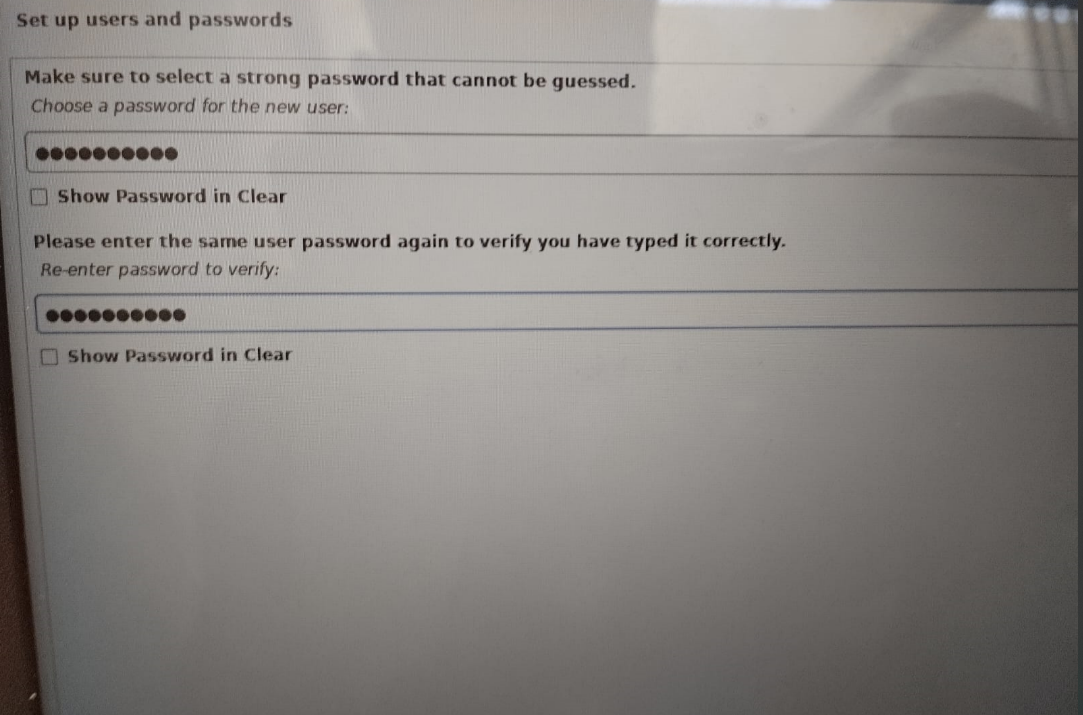 Set up users and passwords
Make sure to select a strong password that cannot be guessed.
Choose a password for the new user:
●●●●●●●●●●
Show Password in Clear
Please enter the same user password again to verify you have typed it correctly.
Re-enter password to verify:
●●●●●●●●●●
Show Password in Clear